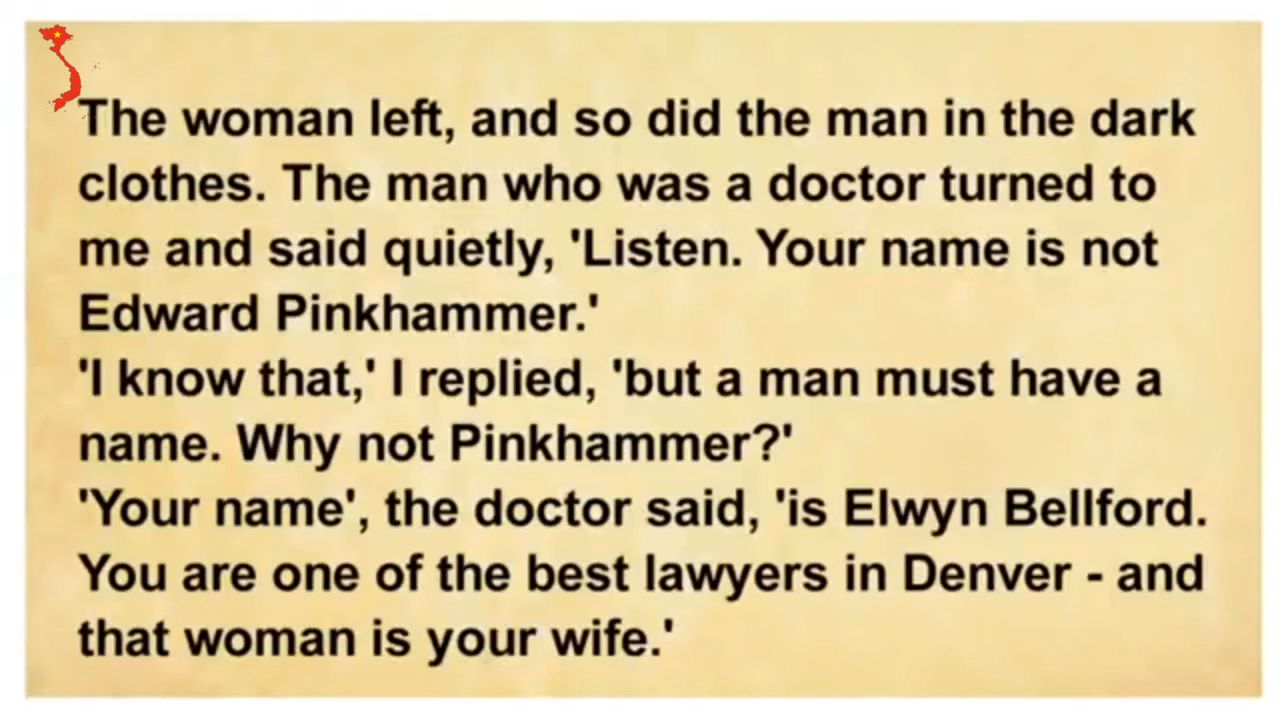 The woman left, and so did the man in the dark
clothes. The man who was a doctor turned to
me and said quietly, 'Listen. Your name is not
Edward Pinkhammer.'
'I know that,' I replied, 'but a man must have a
name. Why not Pinkhammer?'
'Your name', the doctor said, 'is Elwyn Bellford.
You are one of the best lawyers in Denver - and
that woman is your wife.'